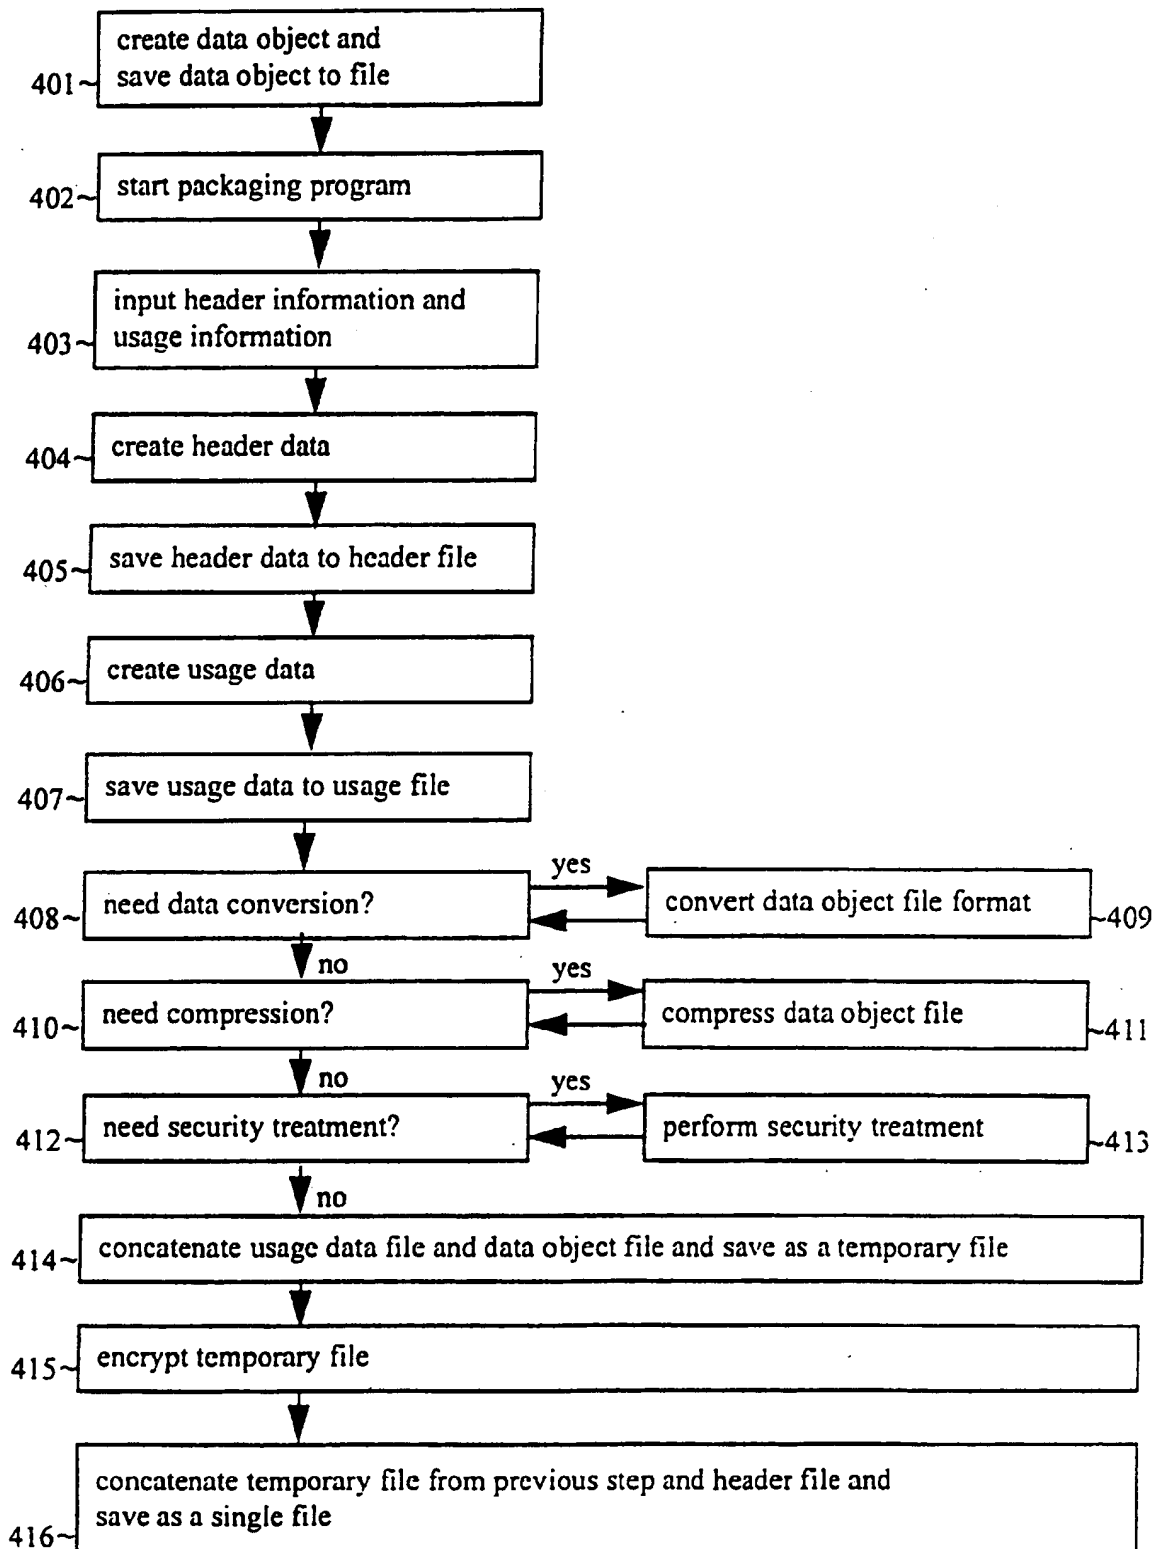 create data object and
save data object to file
401~
start packaging program
402~
input header information and
usage information
403~
create header data
404~
save header data to header file
405~
create usage data
406~
save usage data to usage file
407~
yes
need data conversion?
convert data object file format
408~
~409
no
yes
need compression?
compress data object file
410~
~411
no
yes
need security treatment?
perform security treatment
412~
~413
no
concatenate usage data file and data object file and save as a temporary file
414~
encrypt temporary file
415~
concatenate temporary file from previous step and header file and
save as a single file
416~